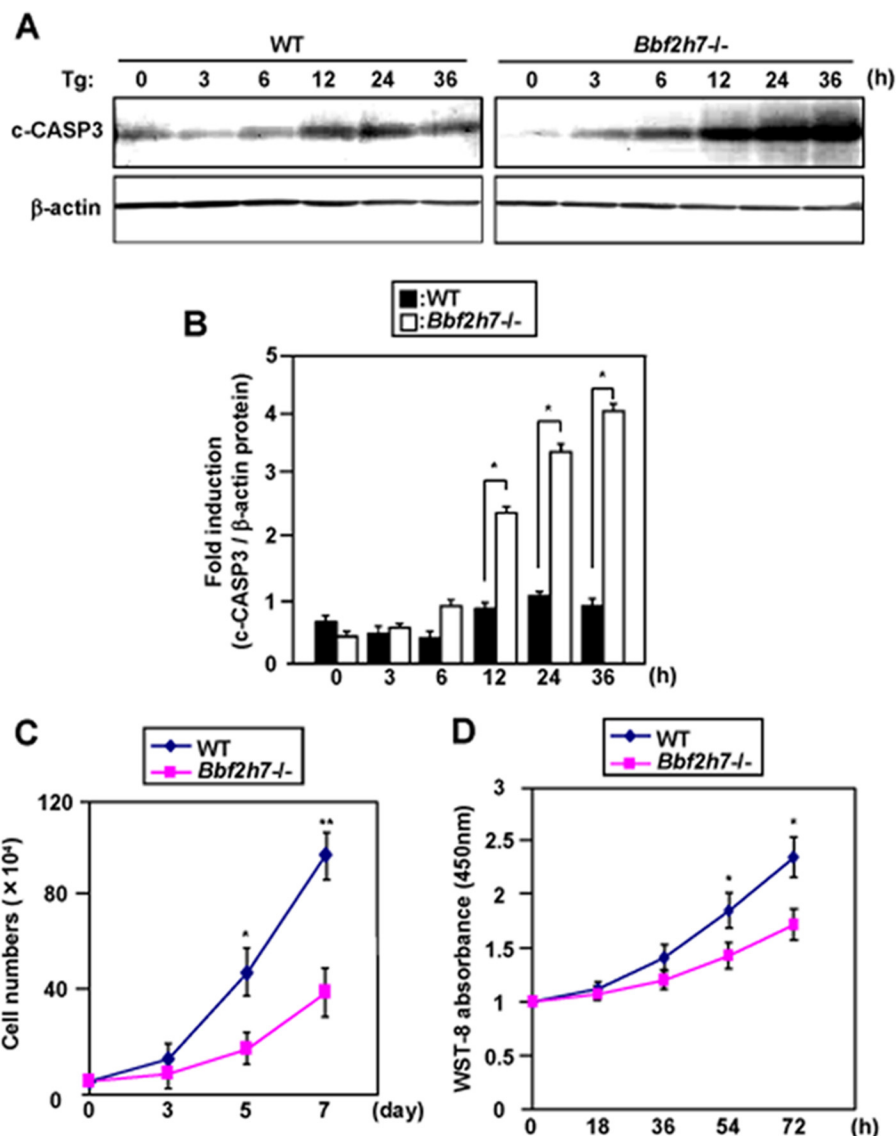 A
WT
Bbf2h7-/-
Tg: 0 3 6 12 24 36 0 3 6 12 24 36 (h)
c-CASP3
β-actin
B
:WT
:Bbf2h7-/-
Fold induction
(c-CASP3 / β-actin protein)
5
4
3
2
1
0
* * *
0 3 6 12 24 36 (h)
C
WT
Bbf2h7-/-
Cell numbers (×10⁴)
120
80
40
0
* **
0 3 5 7 (day)
D
WT
Bbf2h7-/-
WST-8 absorbance (450nm)
3
2.5
2
1.5
1
0.5
0
* *
0 18 36 54 72 (h)